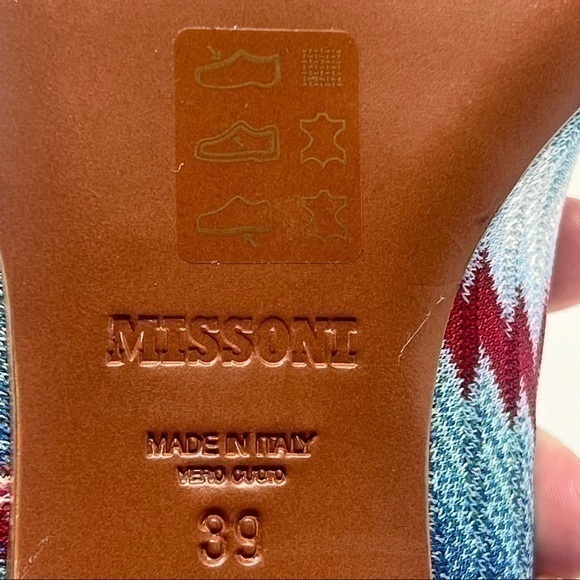 MISSONI
MADE IN ITALY
VERO CUOIO
39